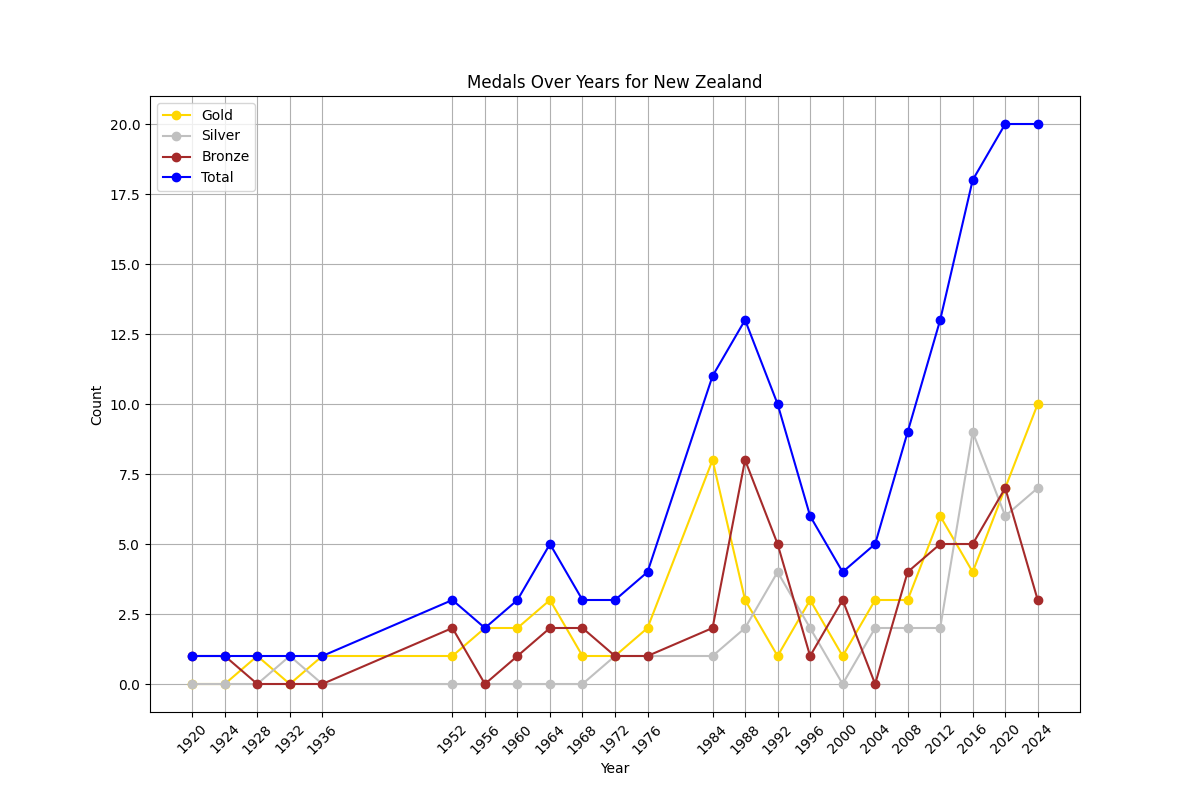 Medals Over Years for New Zealand
Gold
Silver
Bronze
Total
20.0
17.5
15.0
12.5
10.0
7.5
5.0
2.5
0.0
Count
1920 1924 1928 1932 1936 1952 1956 1960 1964 1968 1972 1976 1984 1988 1992 1996 2000 2004 2008 2012 2016 2020 2024
Year